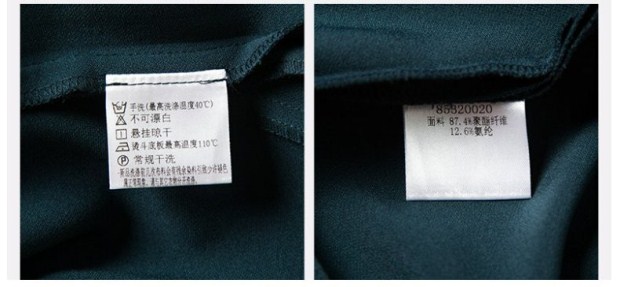 手洗(最高洗涤温度40℃)
不可漂白
悬挂晾干
熨斗底板最高温度110℃
常规干洗
85320020
面料 87.4%聚酯纤维
12.6%氨纶